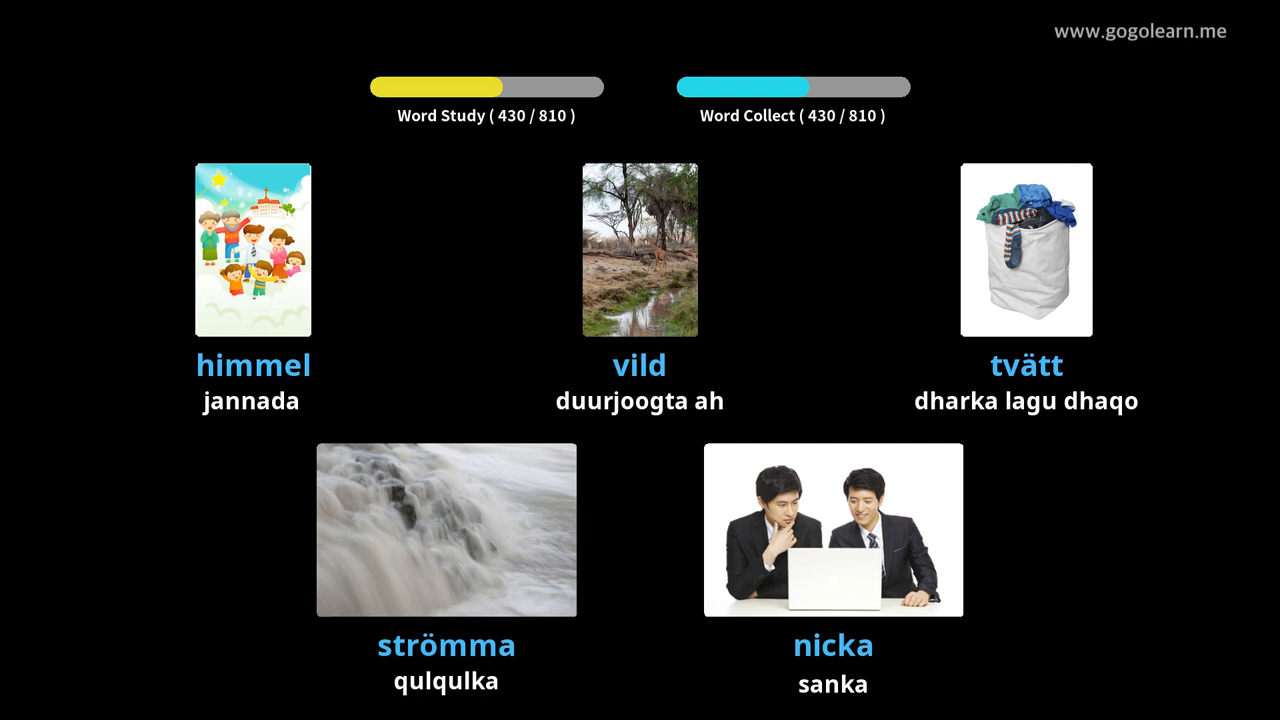 www.gogolearn.me
Word Study ( 430 / 810 )
Word Collect ( 430 / 810 )
himmel
jannada
vild
duurjoogta ah
tvätt
dharka lagu dhaqo
strömma
qulqulka
nicka
sanka